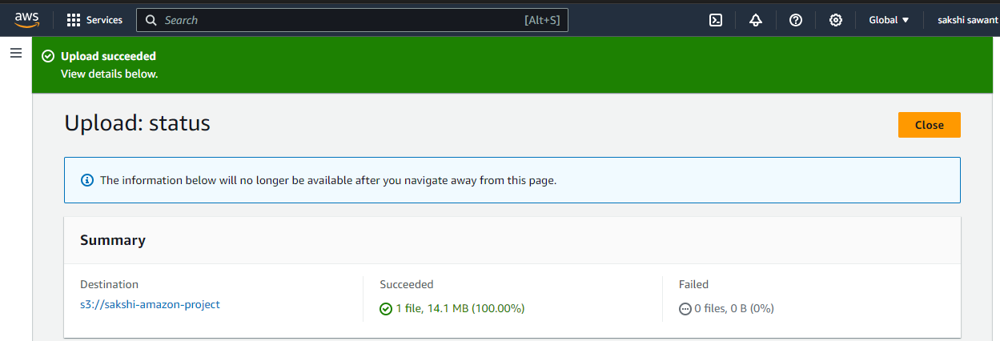 aws Services Search [Alt+S] Global sakshi sawant
Upload succeeded
View details below.
Upload: status Close
The information below will no longer be available after you navigate away from this page.
Summary
Destination Succeeded Failed
s3://sakshi-amazon-project 1 file, 14.1 MB (100.00%) 0 files, 0 B (0%)